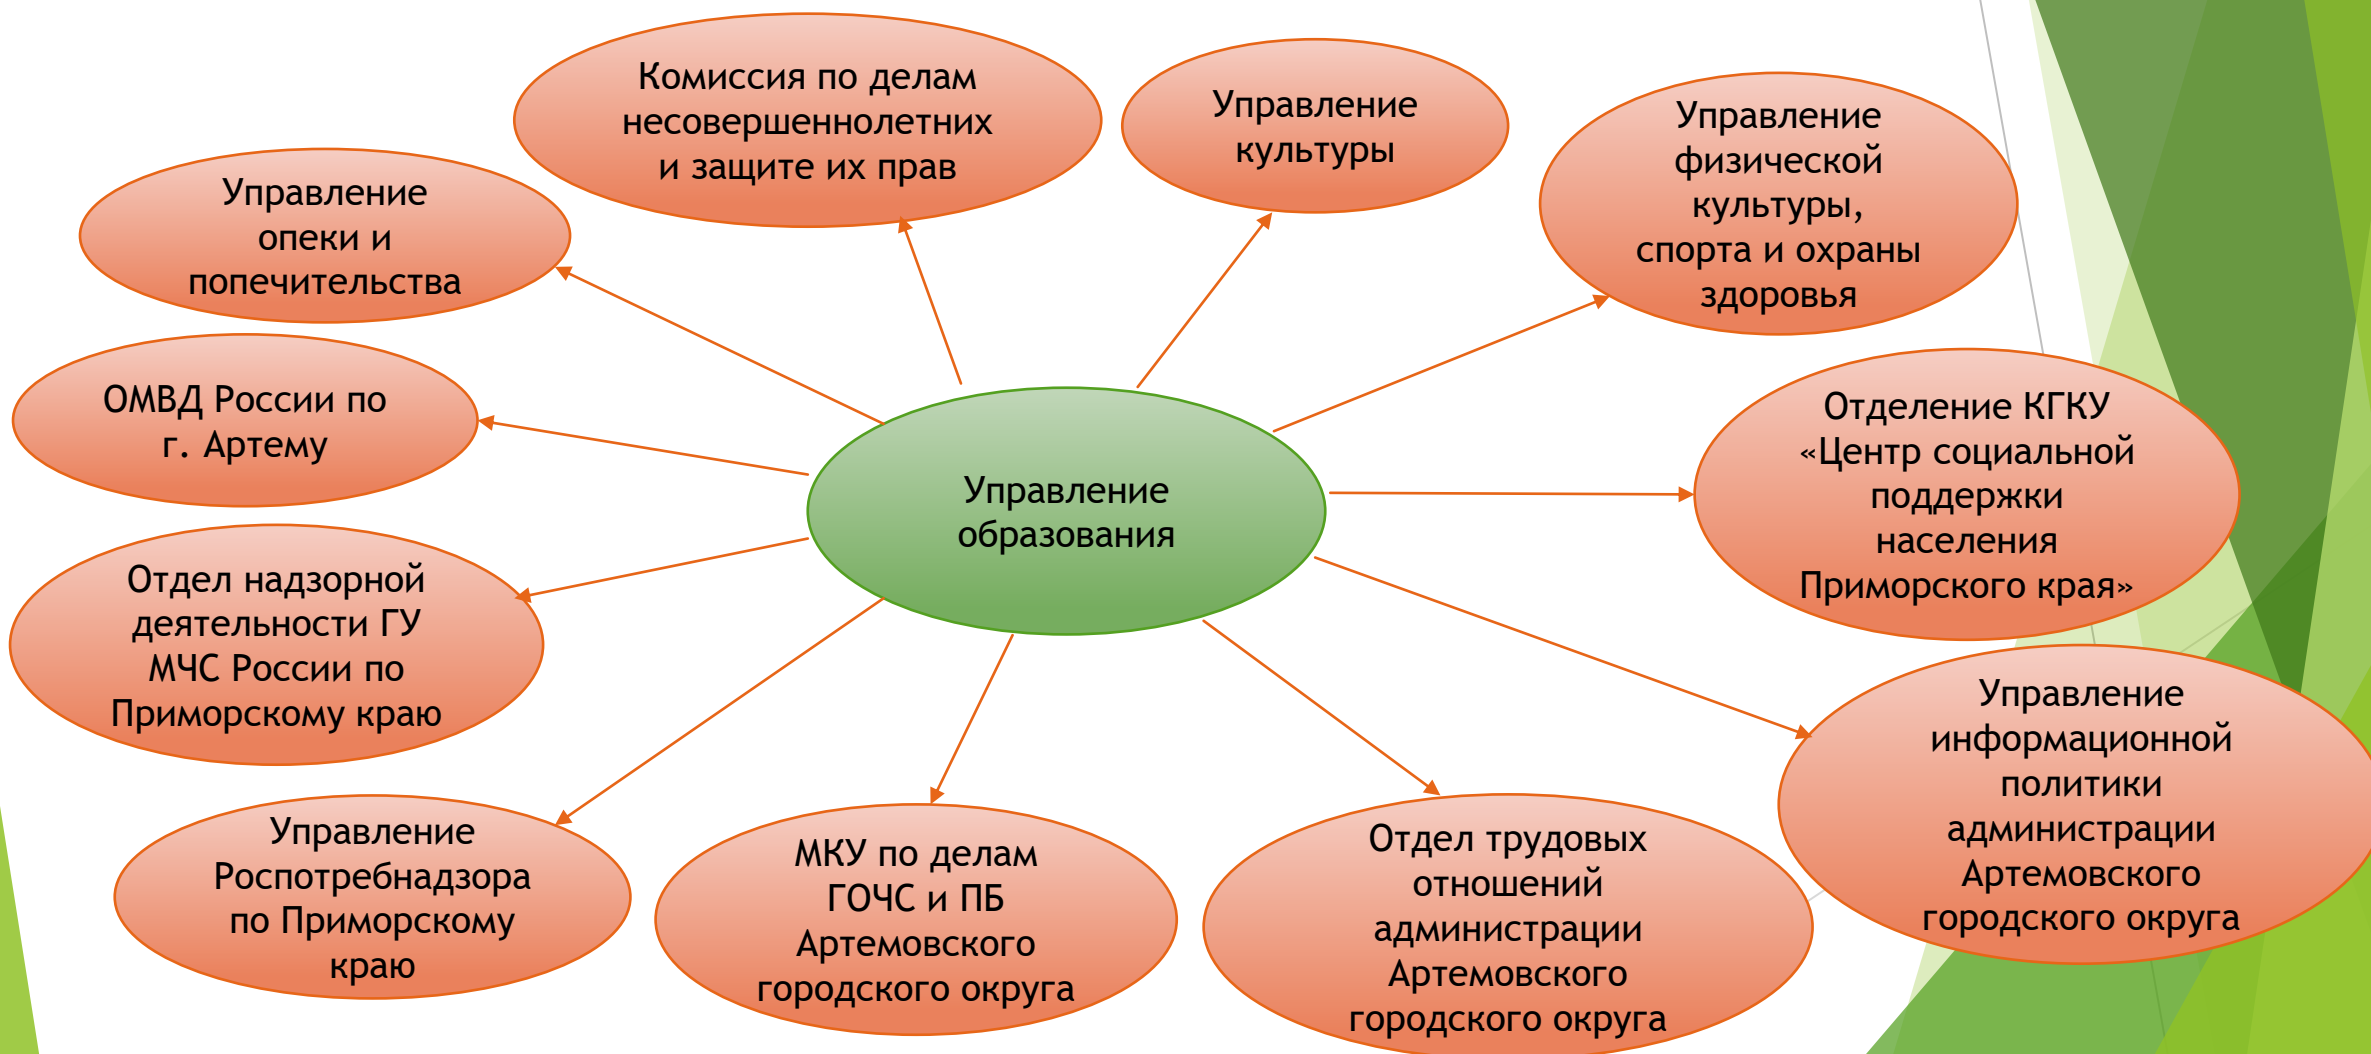 Комиссия по делам
несовершеннолетних
и защите их прав
Управление
культуры
Управление
физической
культуры,
спорта и охраны
здоровья
Управление
опеки и
попечительства
ОМВД России по
г. Артему
Управление
образования
Отделение КГКУ
«Центр социальной
поддержки
населения
Приморского края»
Отдел надзорной
деятельности ГУ
МЧС России по
Приморскому краю
Управление
информационной
политики
администрации
Артемовского
городского округа
Управление
Роспотребнадзора
по Приморскому
краю
МКУ по делам
ГОЧС и ПБ
Артемовского
городского округа
Отдел трудовых
отношений
администрации
Артемовского
городского округа